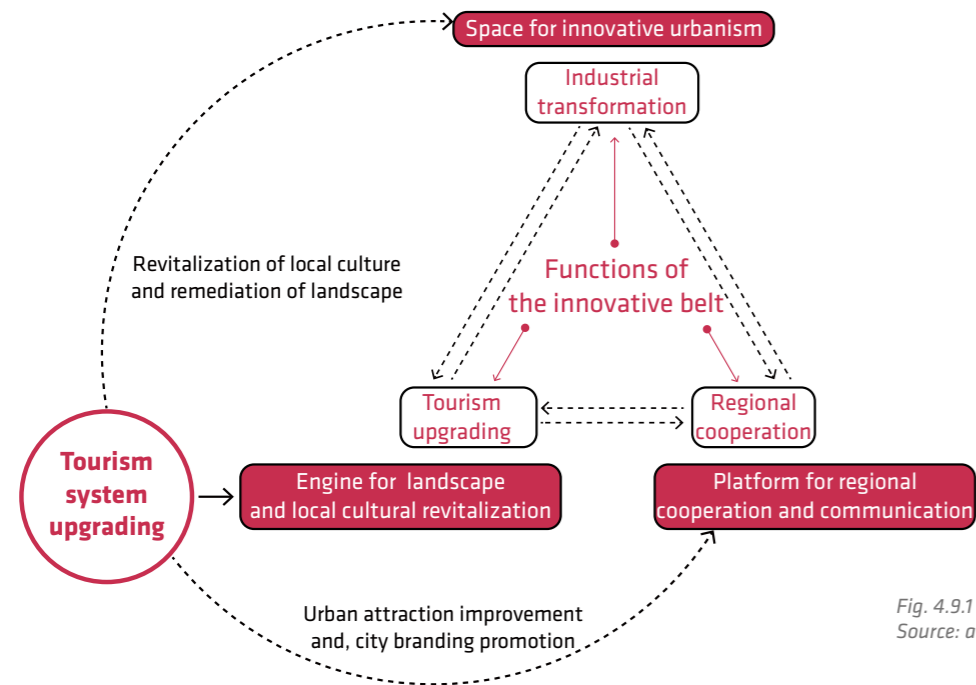 Space for innovative urbanism
Industrial
transformation
Revitalization of local culture
and remediation of landscape
Functions of
the innovative belt
Tourism
upgrading
Regional
cooperation
Tourism
system
upgrading
Engine for landscape
and local cultural revitalization
Platform for regional
cooperation and communication
Urban attraction improvement
and, city branding promotion
Fig. 4.9.1
Source: a